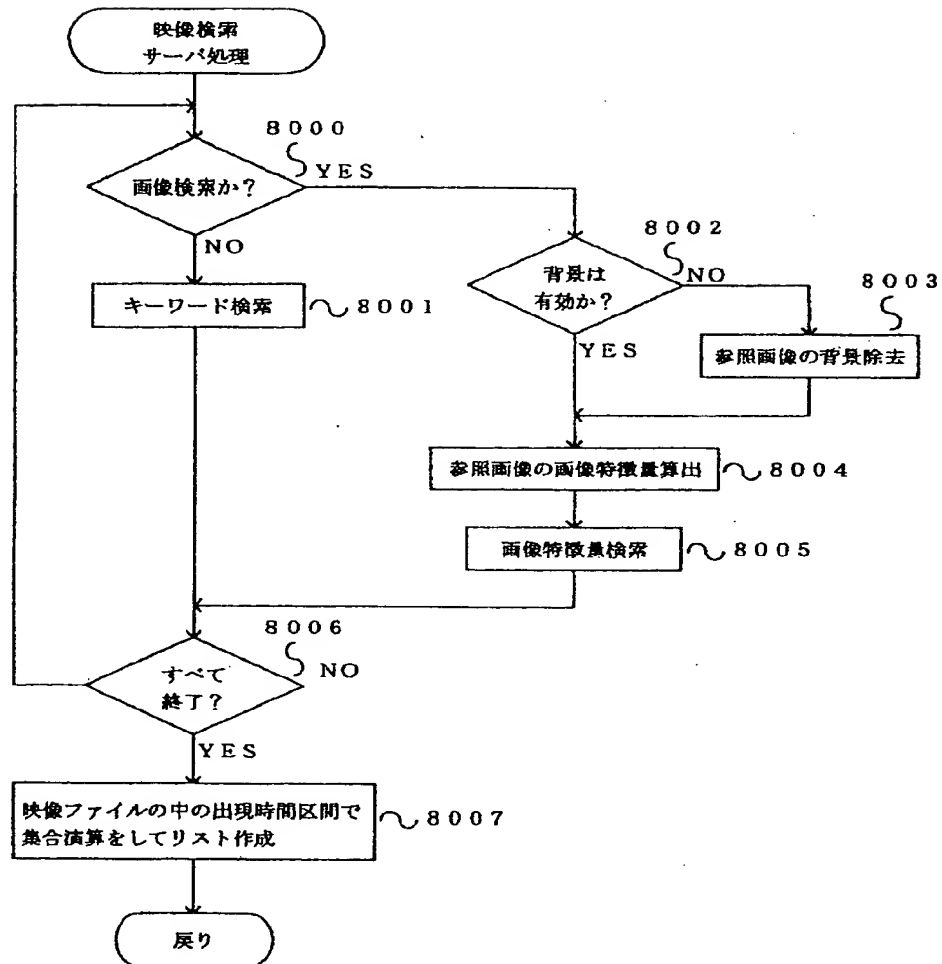 映像検索
サーバ処理
8000
画像検索か?
YES
NO
8002
背景は
有効か?
NO
YES
8003
キーワード検索
8001
参照画像の背景除去
参照画像の画像特徴量算出
8004
画像特徴量検索
8005
8006
すべて
終了?
NO
YES
映像ファイルの中の出現時間区間で
集合演算をしてリスト作成
8007
戻り